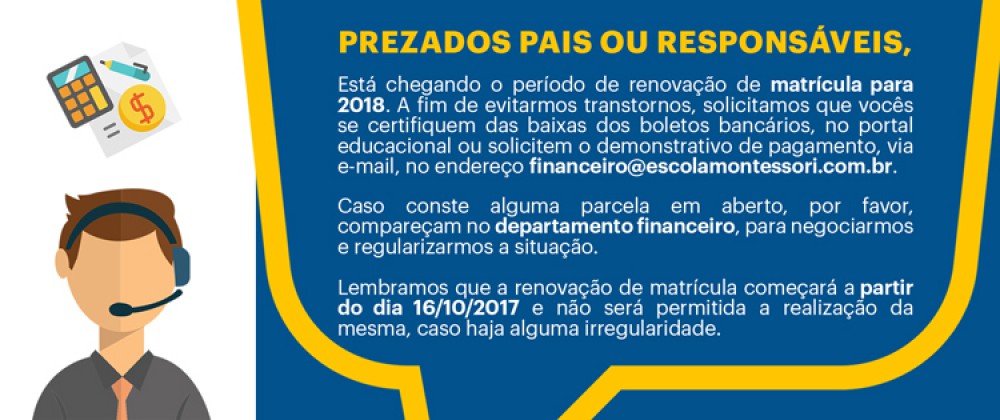 PREZADOS PAIS OU RESPONSÁVEIS,
Está chegando o período de renovação de matrícula para
2018. A fim de evitarmos transtornos, solicitamos que vocês
se certifiquem das baixas dos boletos bancários, no portal
educacional ou solicitem o demonstrativo de pagamento, via
e-mail, no endereço financeiro@escolamontessori.com.br.
Caso conste alguma parcela em aberto, por favor,
compareçam no departamento financeiro, para negociarmos
e regularizarmos a situação.
Lembramos que a renovação de matrícula começará a partir
do dia 16/10/2017 e não será permitida a realização da
mesma, caso haja alguma irregularidade.